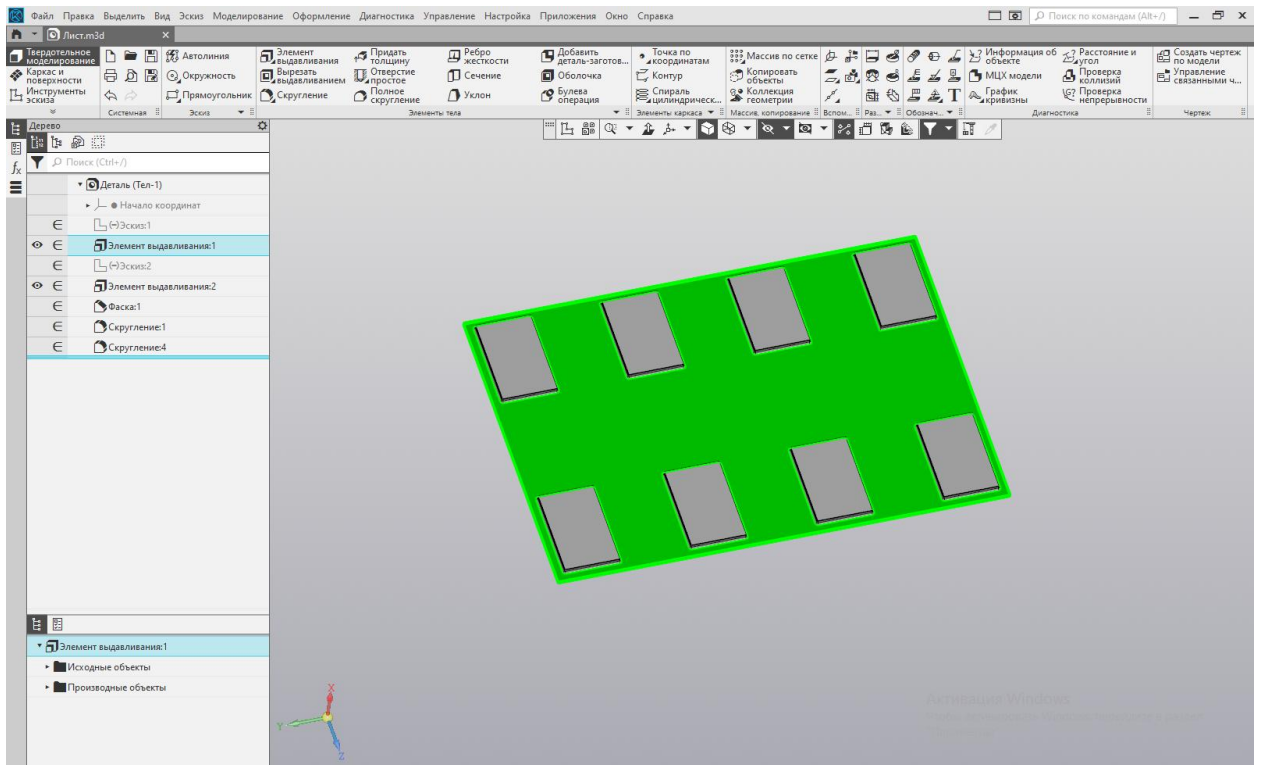 Файл Правка Выделить Вид Эскиз Моделирование Оформление Диагностика Управление Настройка Приложения Окно Справка
Поиск по командам (Alt+/)
Лист.m3d
Твердотельное моделирование
Каркас и поверхности
Инструменты эскиза
Системная
Автолиния
Окружность
Прямоугольник
Эскиз
Элемент выдавливания
Вырезать выдавливанием
Скругление
Придать толщину
Отверстие простое
Полное скругление
Ребро жесткости
Сечение
Уклон
Добавить деталь-заготов...
Оболочка
Булева операция
Элементы тела
Точка по координатам
Контур
Спираль цилиндрическ...
Элементы каркаса
Массив по сетке
Копировать объекты
Коллекция геометрии
Массив, копирование
Вспом...
Раз...
Обознач...
Информация об объекте
МЦХ модели
График кривизны
Расстояние и угол
Проверка коллизий
Проверка непрерывности
Диагностика
Создать чертеж по модели
Управление связанными ч...
Чертеж
Дерево
Поиск (Ctrl+/)
Деталь (Тел-1)
Начало координат
(-)Эскиз:1
Элемент выдавливания:1
(-)Эскиз:2
Элемент выдавливания:2
Фаска:1
Скругление:1
Скругление:4
Элемент выдавливания:1
Исходные объекты
Производные объекты
X
Y
Z
Активация Windows